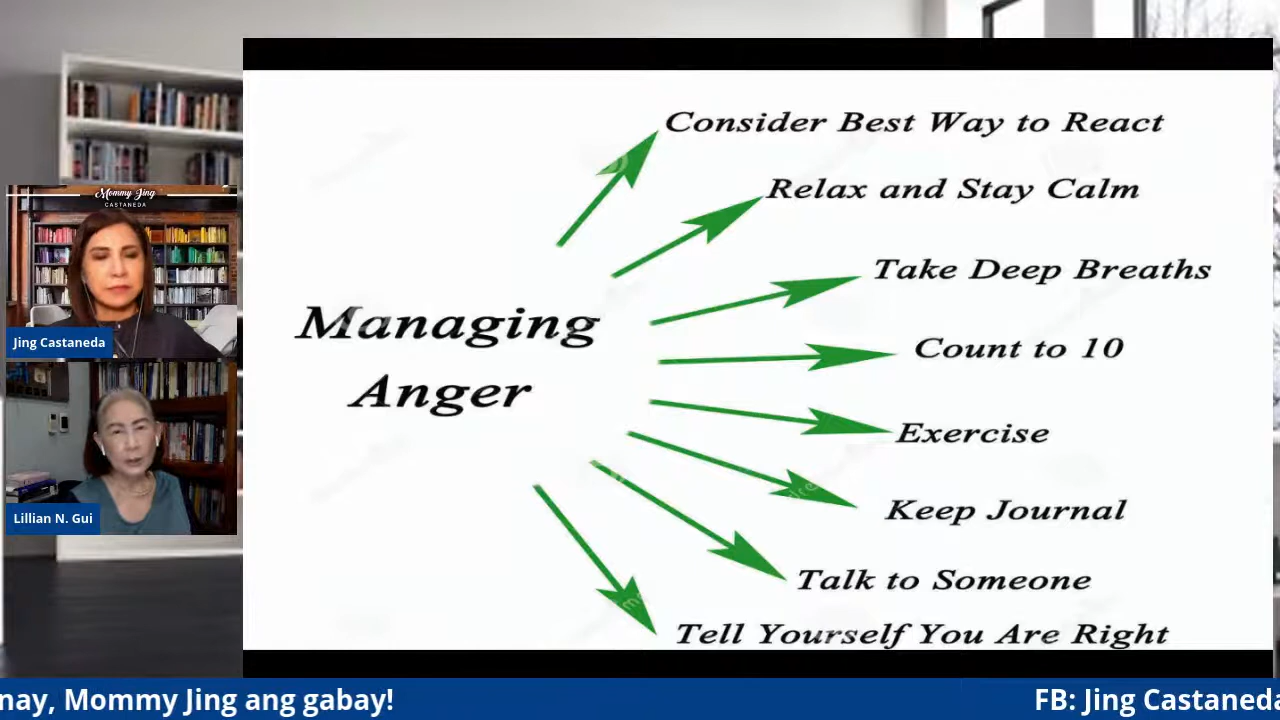 Consider Best Way to React
Relax and Stay Calm
Take Deep Breaths
Managing
Anger
Count to 10
Exercise
Keep Journal
Talk to Someone
Tell Yourself You Are Right
Mommy Jing
CASTANEDA
Jing Castaneda
Lillian N. Gui
nay, Mommy Jing ang gabay!
FB: Jing Castaneda